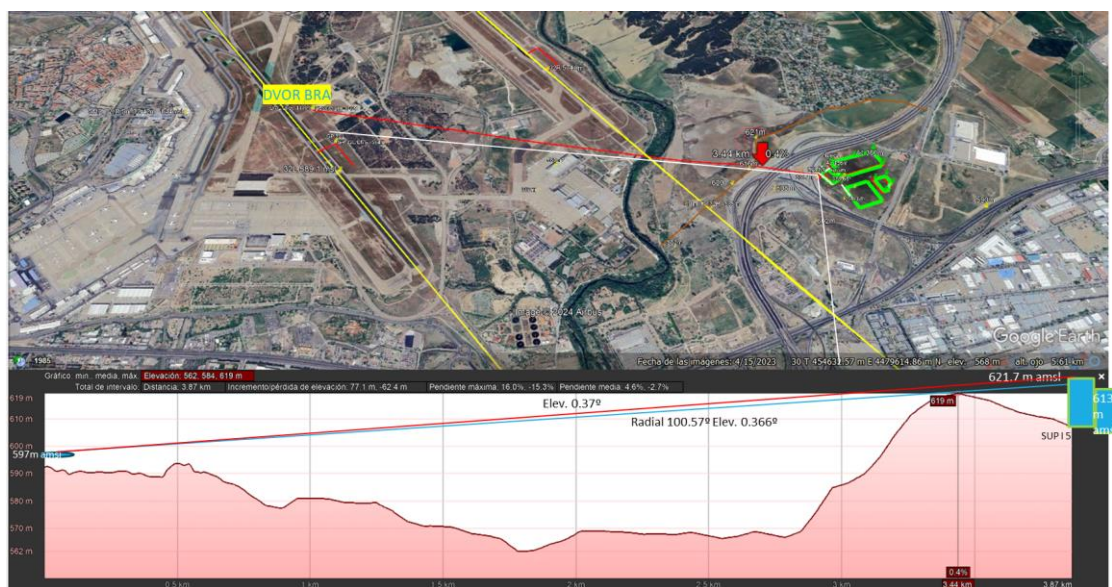 DVOR BRA
621m
3.44 km
0.4%
Image © 2024 Airbus
Google Earth
1985
Fecha de las imágenes: 4/15/2023 30 T 454632.57 m E 4479614.86 m N elev. 568 m alt. ojo 5.61 km
Gráfico: mín. media. máx. Elevación: 562, 584, 619 m
Total de intervalo: Distancia: 3.87 km Incremento/pérdida de elevación: 77.1 m, -62.4 m Pendiente máxima: 16.0%, -15.3% Pendiente media: 4.6%, -2.7%
621.7 m amsl
619 m
Elev. 0.37º
619 m
613 m amsl
610 m
Radial 100.57º Elev. 0.366º
SUP I 5
600 m
597m amsl
590 m
580 m
570 m
562 m
0.4%
0.5 km
1 km
1.5 km
2 km
2.5 km
3 km
3.44 km
3.87 km